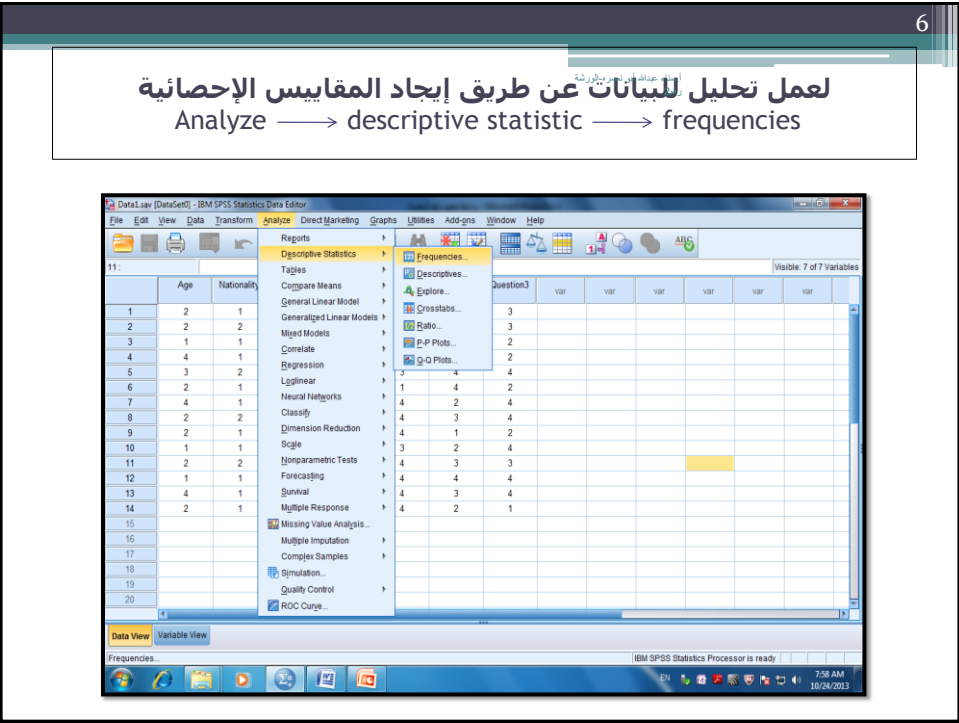 6
لعمل تحليل للبيانات عن طريق إيجاد المقاييس الإحصائية
Analyze ⟶ descriptive statistic ⟶ frequencies
Data1.sav [DataSet0] - IBM SPSS Statistics Data Editor
File Edit View Data Transform Analyze Direct Marketing Graphs Utilities Add-ons Window Help
11 :
Visible: 7 of 7 Variables
Age Nationality Question3 var var var var var var
1 2 1 3
2 2 2 3
3 1 1 2
4 4 1 2
5 3 2 3 4 4
6 2 1 1 4 2
7 4 1 4 2 4
8 2 2 4 3 4
9 2 1 4 1 2
10 1 1 3 2 4
11 2 2 4 3 3
12 1 1 4 4 4
13 4 1 4 3 4
14 2 1 4 2 1
15
16
17
18
19
20
Reports
Descriptive Statistics
Tables
Compare Means
General Linear Model
Generalized Linear Models
Mixed Models
Correlate
Regression
Loglinear
Neural Networks
Classify
Dimension Reduction
Scale
Nonparametric Tests
Forecasting
Survival
Multiple Response
Missing Value Analysis...
Multiple Imputation
Complex Samples
Simulation...
Quality Control
ROC Curve...
Frequencies...
Descriptives...
Explore...
Crosstabs...
Ratio...
P-P Plots...
Q-Q Plots...
Data View Variable View
Frequencies...
IBM SPSS Statistics Processor is ready
EN
7:58 AM
10/24/2013